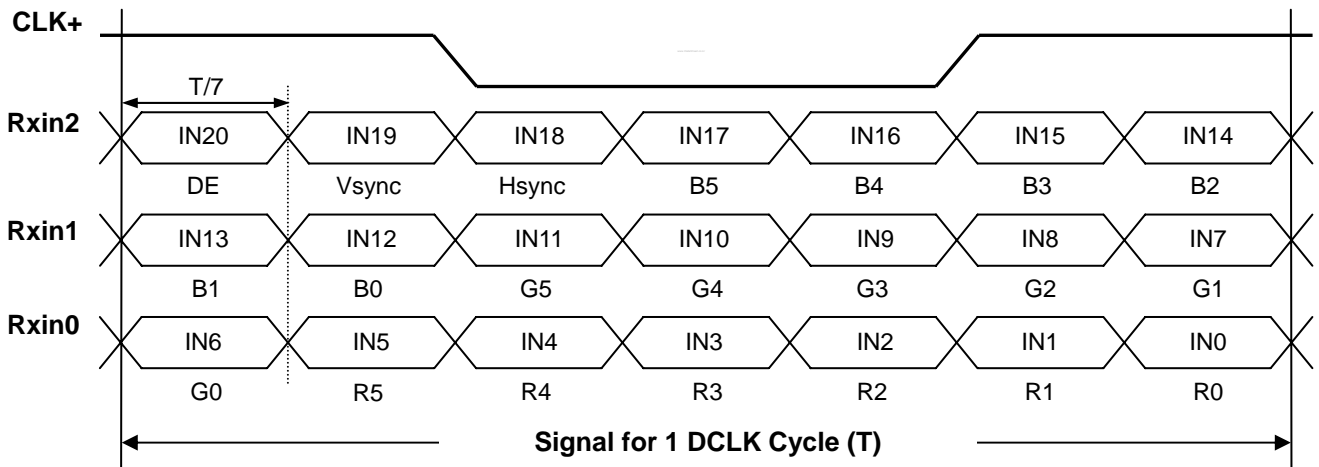 CLK+
T/7
Rxin2
IN20 IN19 IN18 IN17 IN16 IN15 IN14
DE Vsync Hsync B5 B4 B3 B2
Rxin1
IN13 IN12 IN11 IN10 IN9 IN8 IN7
B1 B0 G5 G4 G3 G2 G1
Rxin0
IN6 IN5 IN4 IN3 IN2 IN1 IN0
G0 R5 R4 R3 R2 R1 R0
Signal for 1 DCLK Cycle (T)